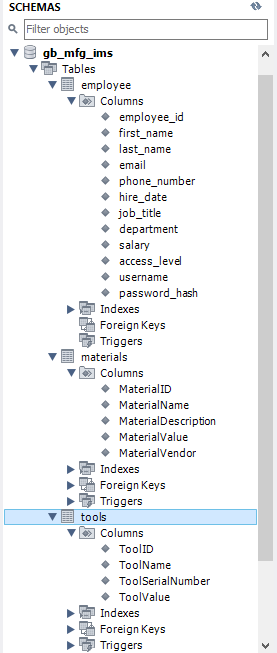 SCHEMAS
Filter objects
gb_mfg_ims
Tables
employee
Columns
employee_id
first_name
last_name
email
phone_number
hire_date
job_title
department
salary
access_level
username
password_hash
Indexes
Foreign Keys
Triggers
materials
Columns
MaterialID
MaterialName
MaterialDescription
MaterialValue
MaterialVendor
Indexes
Foreign Keys
Triggers
tools
Columns
ToolID
ToolName
ToolSerialNumber
ToolValue
Indexes
Foreign Keys
Triggers